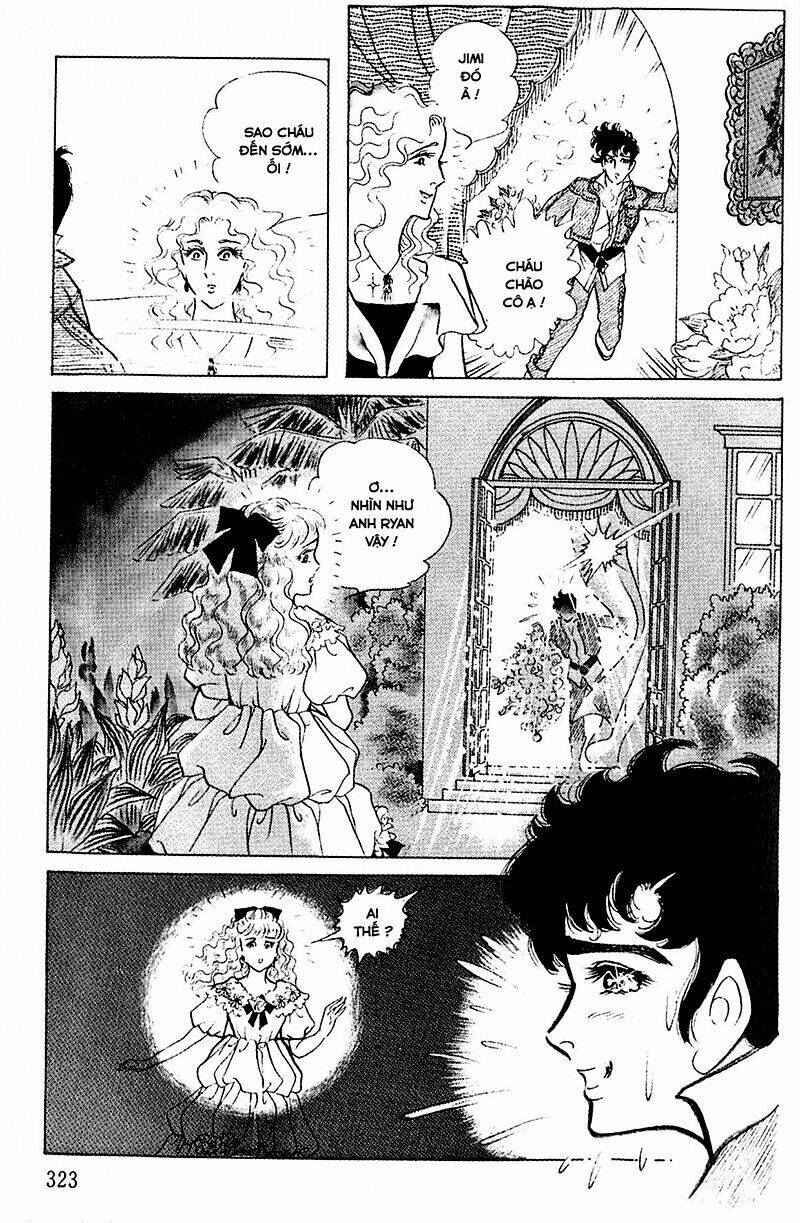 JIMI
ĐÓ
À !
CHÁU
CHÀO
CÔ Ạ !
SAO CHÁU
ĐẾN SỚM...
ỐI !
Ơ...
NHÌN NHƯ
ANH RYAN
VẬY !
AI
THẾ ?
323